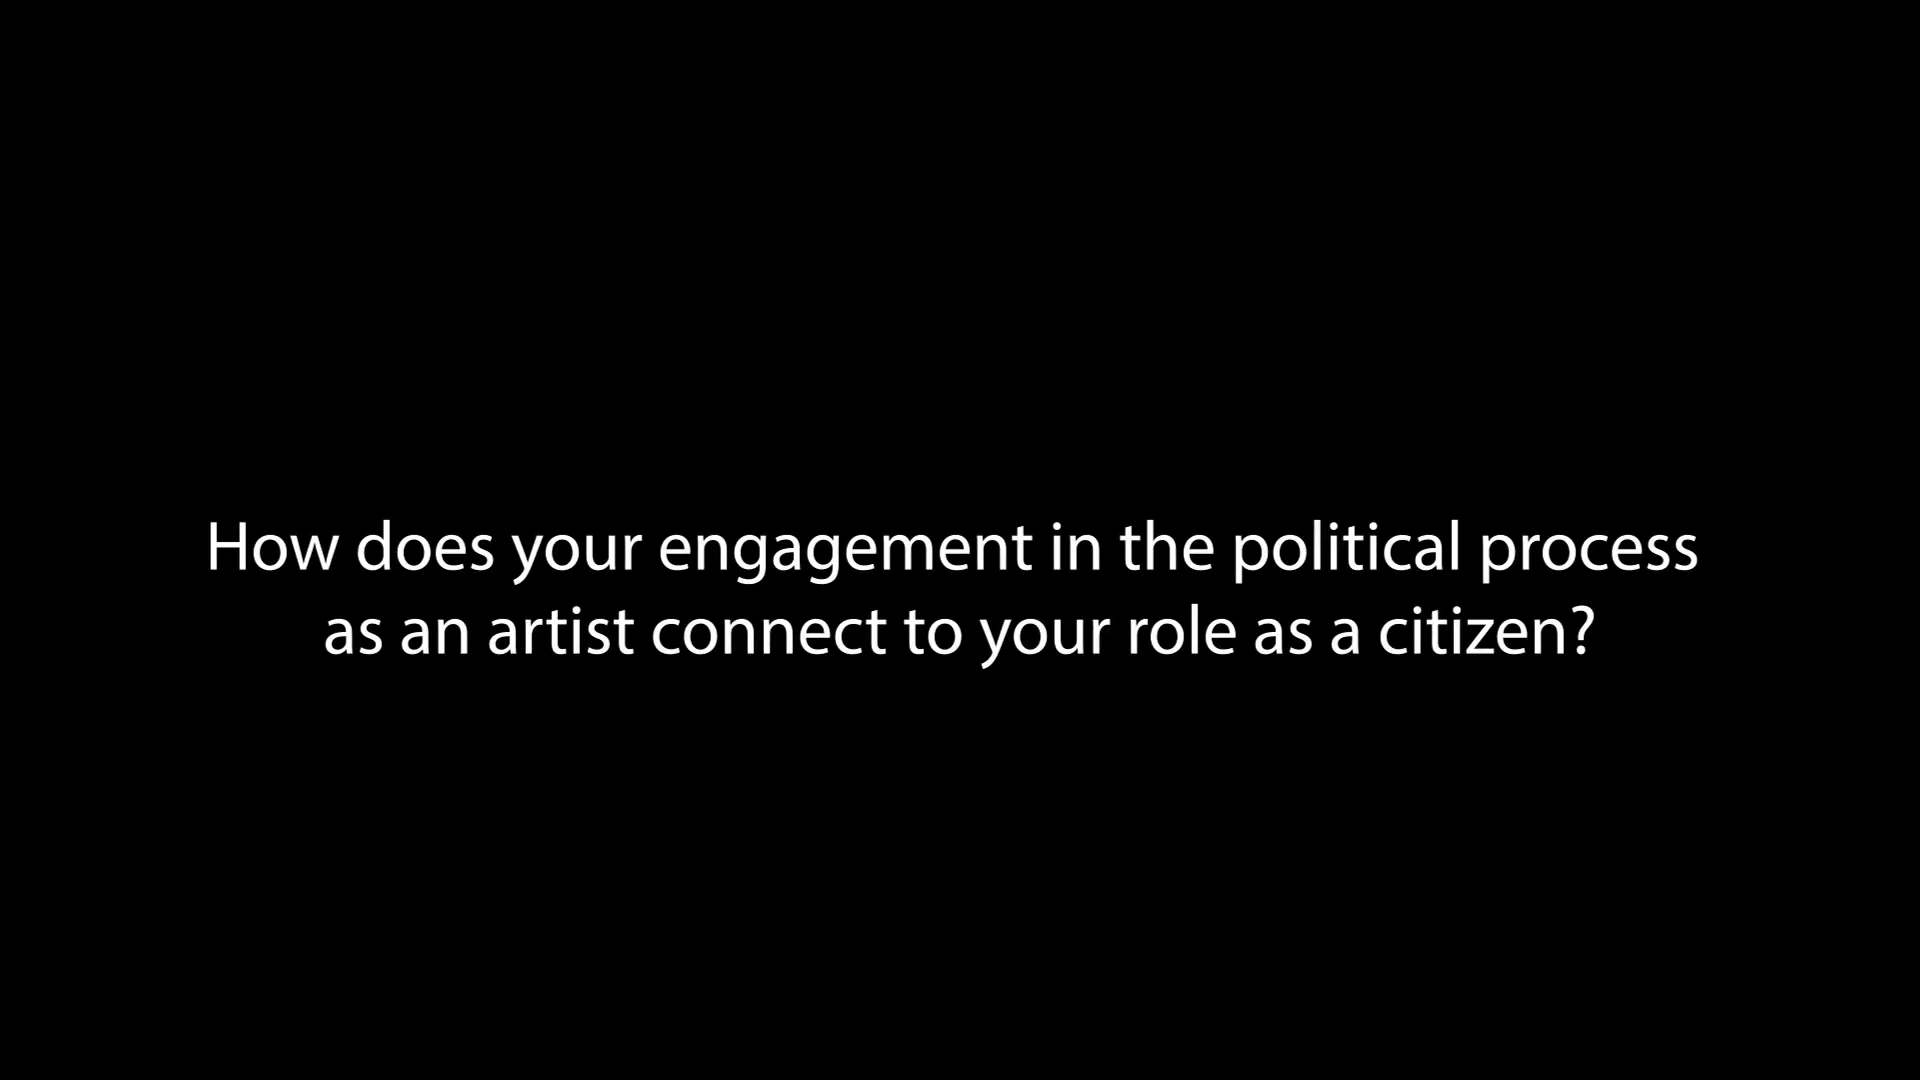 How does your engagement in the political process
as an artist connect to your role as a citizen?